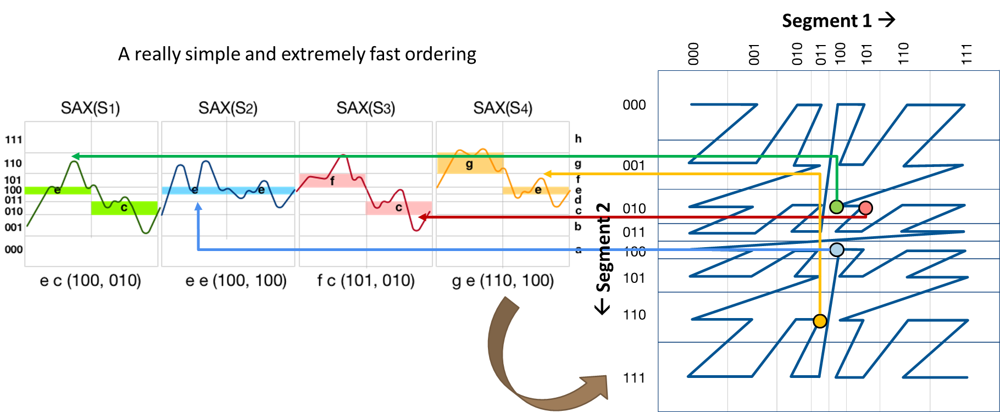 Segment 1 →
A really simple and extremely fast ordering
000 001 010 011 100 101 110 111
SAX(S1) SAX(S2) SAX(S3) SAX(S4)
111
110
101
100
011
010
001
000
e c
e e
f c
g e
h
g
f
e
d
c
b
a
← Segment 2
000
001
010
011
100
101
110
111
e c (100, 010) e e (100, 100) f c (101, 010) g e (110, 100)